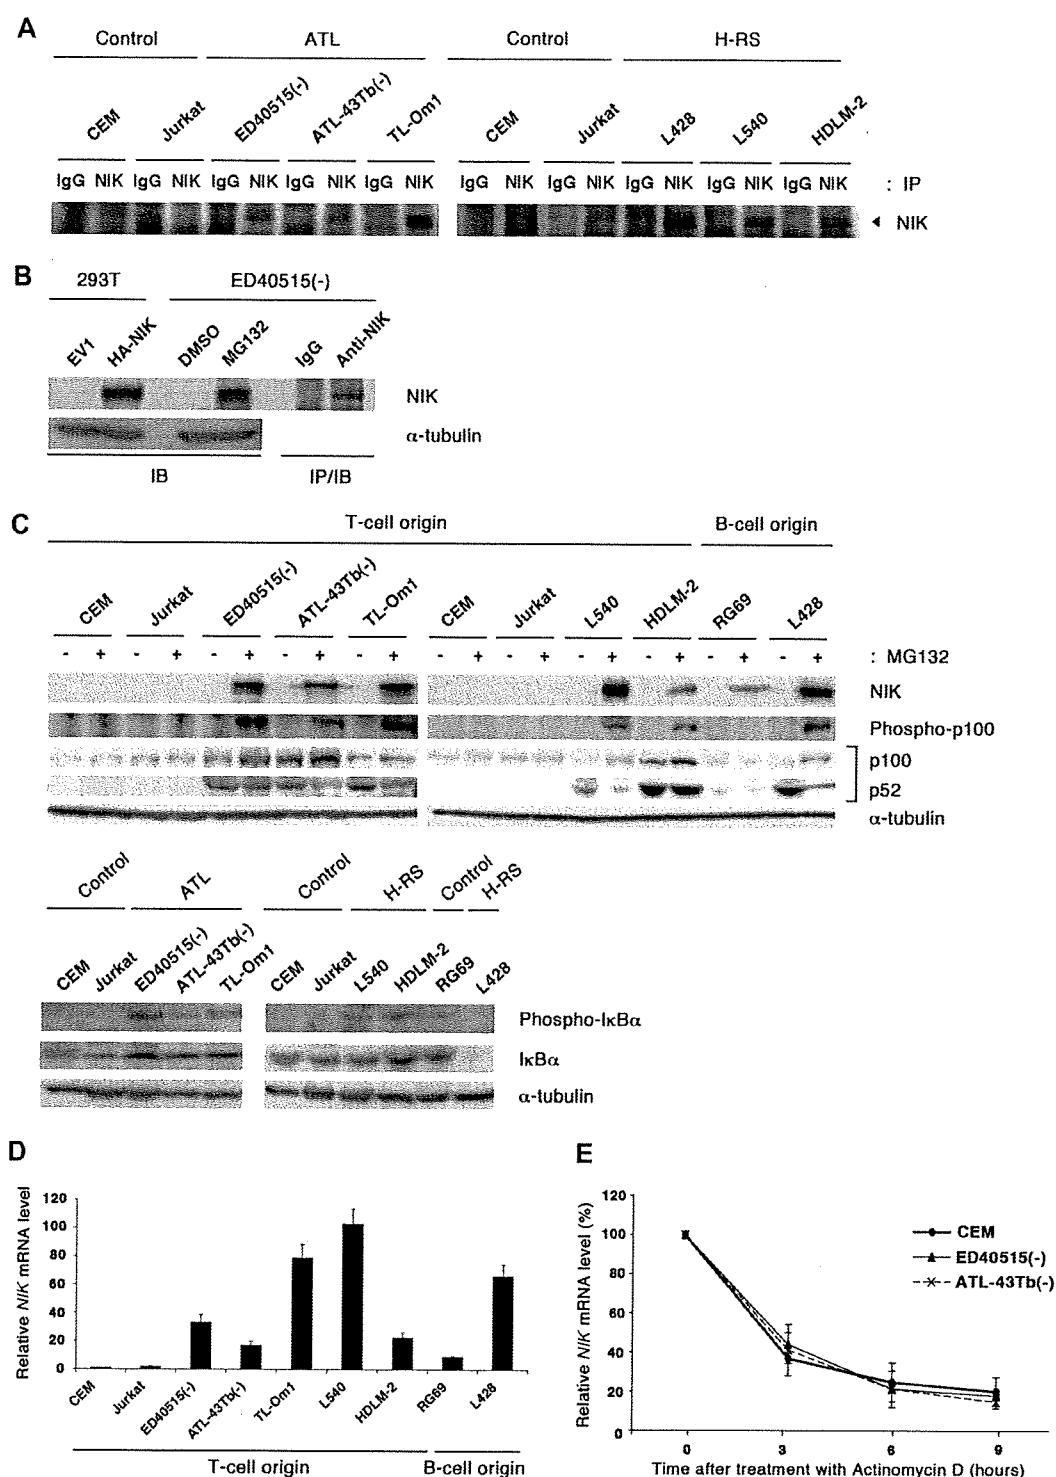 A
Control ATL Control H-RS
CEM Jurkat ED40515(-) ATL-43Tb(-) TL-Om1 CEM Jurkat L428 L540 HDLM-2
IgG NIK IgG NIK IgG NIK IgG NIK IgG NIK IgG NIK IgG NIK IgG NIK IgG NIK IgG NIK : IP
◄ NIK
B
293T ED40515(-)
EV1 HA-NIK DMSO MG132 IgG Anti-NIK
NIK
α-tubulin
IB IP/IB
C
T-cell origin B-cell origin
CEM Jurkat ED40515(-) ATL-43Tb(-) TL-Om1 CEM Jurkat L540 HDLM-2 RG69 L428
- + - + - + - + - + - + - + - + - + - + - + : MG132
NIK
Phospho-p100
p100
p52
α-tubulin
Control ATL Control H-RS Control H-RS
CEM Jurkat ED40515(-) ATL-43Tb(-) TL-Om1 CEM Jurkat L540 HDLM-2 RG69 L428
Phospho-IκBα
IκBα
α-tubulin
D
Relative NIK mRNA level
120
100
80
60
40
20
0
CEM Jurkat ED40515(-) ATL-43Tb(-) TL-Om1 L540 HDLM-2 RG69 L428
T-cell origin B-cell origin
E
Relative NIK mRNA level (%)
120
100
80
60
40
20
0
CEM
ED40515(-)
ATL-43Tb(-)
0 3 6 9
Time after treatment with Actinomycin D (hours)